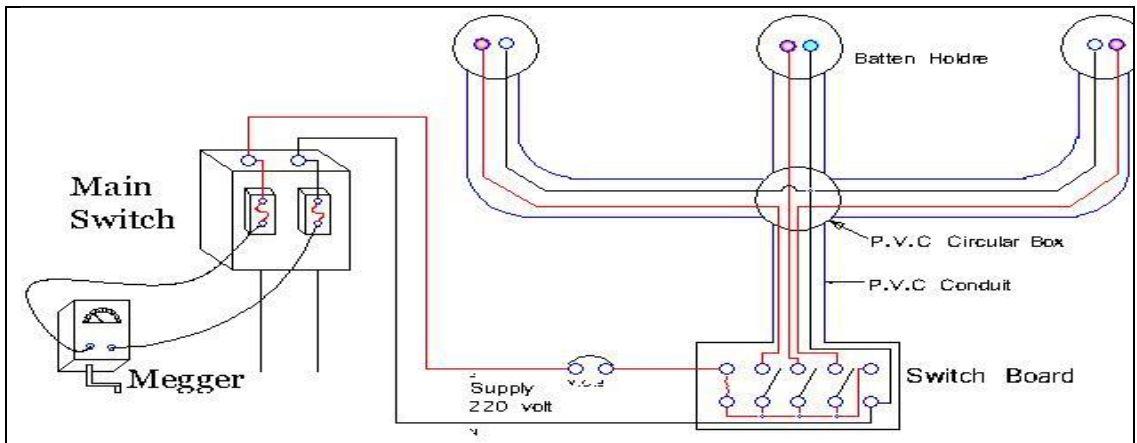 Batten Holdre
Main
Switch
P.V.C Circular Box
P.V.C Conduit
Megger
Supply
220 volt
N
Switch Board